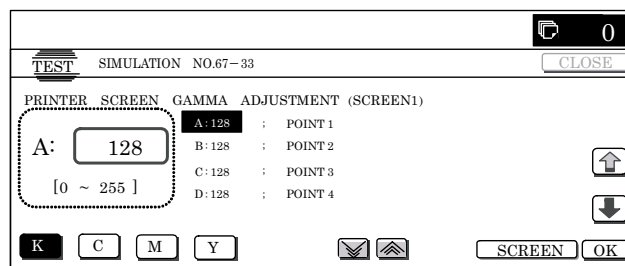 0
TEST SIMULATION NO.67−33 CLOSE
PRINTER SCREEN GAMMA ADJUSTMENT (SCREEN1)
A: 128
[0 ~ 255 ]
A:128 ; POINT 1
B:128 ; POINT 2
C:128 ; POINT 3
D:128 ; POINT 4
K C M Y SCREEN OK